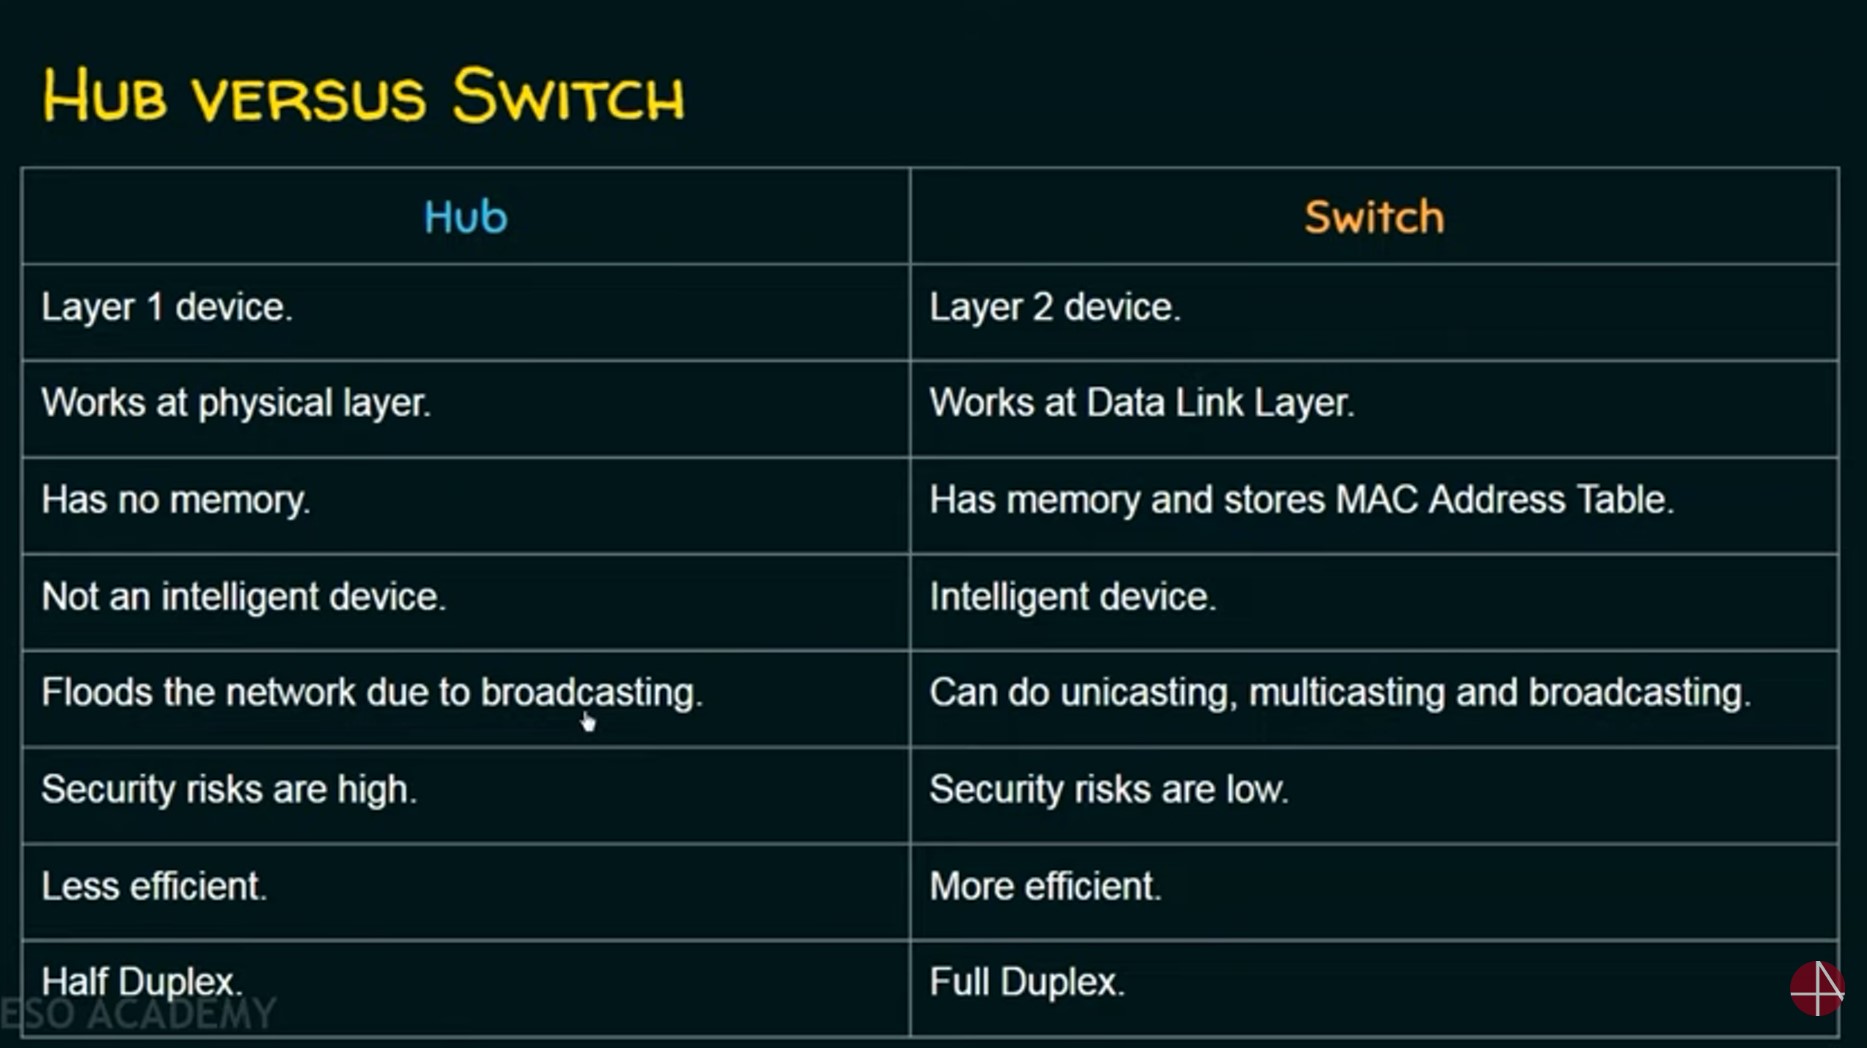 Hub versus Switch
Hub
Switch
Layer 1 device.
Layer 2 device.
Works at physical layer.
Works at Data Link Layer.
Has no memory.
Has memory and stores MAC Address Table.
Not an intelligent device.
Intelligent device.
Floods the network due to broadcasting.
Can do unicasting, multicasting and broadcasting.
Security risks are high.
Security risks are low.
Less efficient.
More efficient.
Half Duplex.
Full Duplex.
ESO ACADEMY